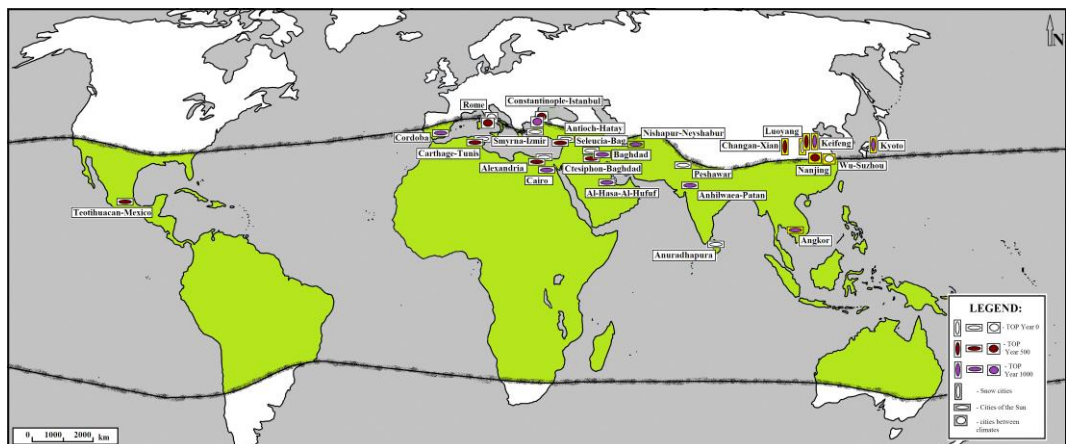 N
Rome
Constantinople-Istanbul
Cordoba
Antioch-Hatay
Nishapur-Neyshabur
Luoyang
Smyrna-Izmir
Seleucia-Bag
Changan-Xian
Keifeng
Kyoto
Carthage-Tunis
Baghdad
Alexandria
Ctesiphon-Baghdad
Peshawar
Nanjing
Wu-Suzhou
Cairo
Al-Hasa-Al-Hufuf
Anhilwaea-Patan
Teotihuacan-Mexico
Angkor
Anuradhapura
LEGEND:
- TOP Year 0
- TOP
Year 500
- TOP
Year 1000
- Snow cities
- Cities of the Sun
- cities between
climates
0 1000 2000 km